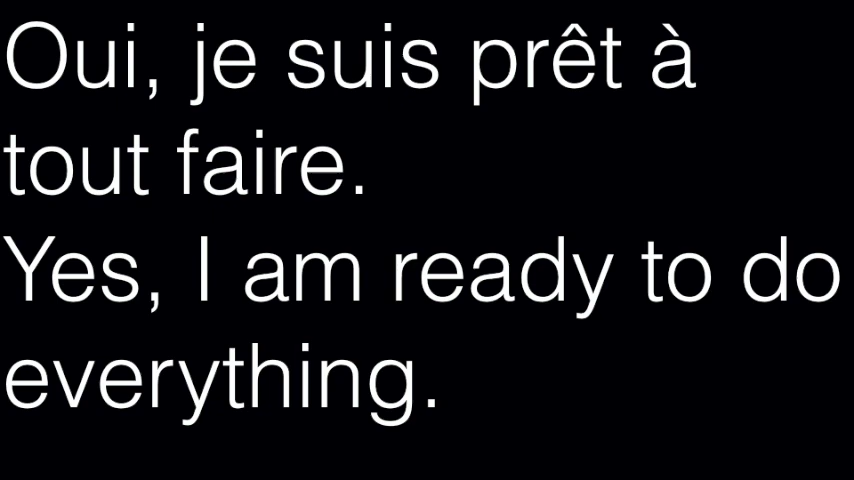 Oui, je suis prêt à
tout faire.
Yes, I am ready to do
everything.